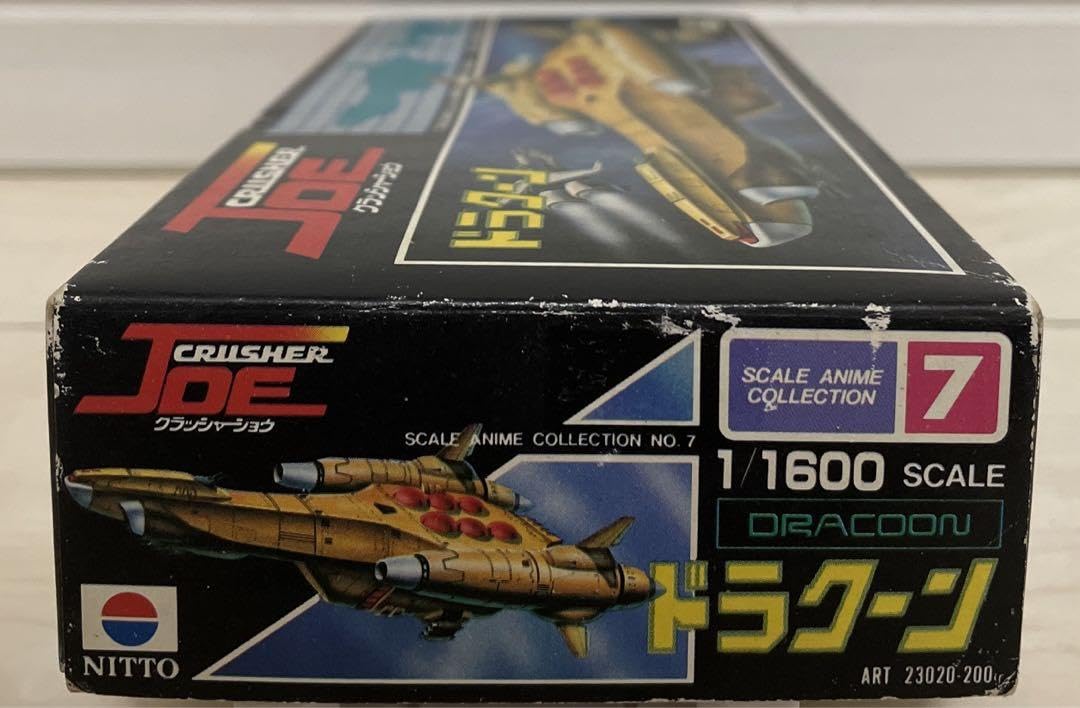 CRUSHER
JOE
クラッシャージョウ
ドラクーン
CRUSHER
JOE
クラッシャージョウ
SCALE ANIME COLLECTION NO. 7
SCALE ANIME
COLLECTION
7
1/1600 SCALE
DRACOON
ドラクーン
NITTO
ART 23020-200